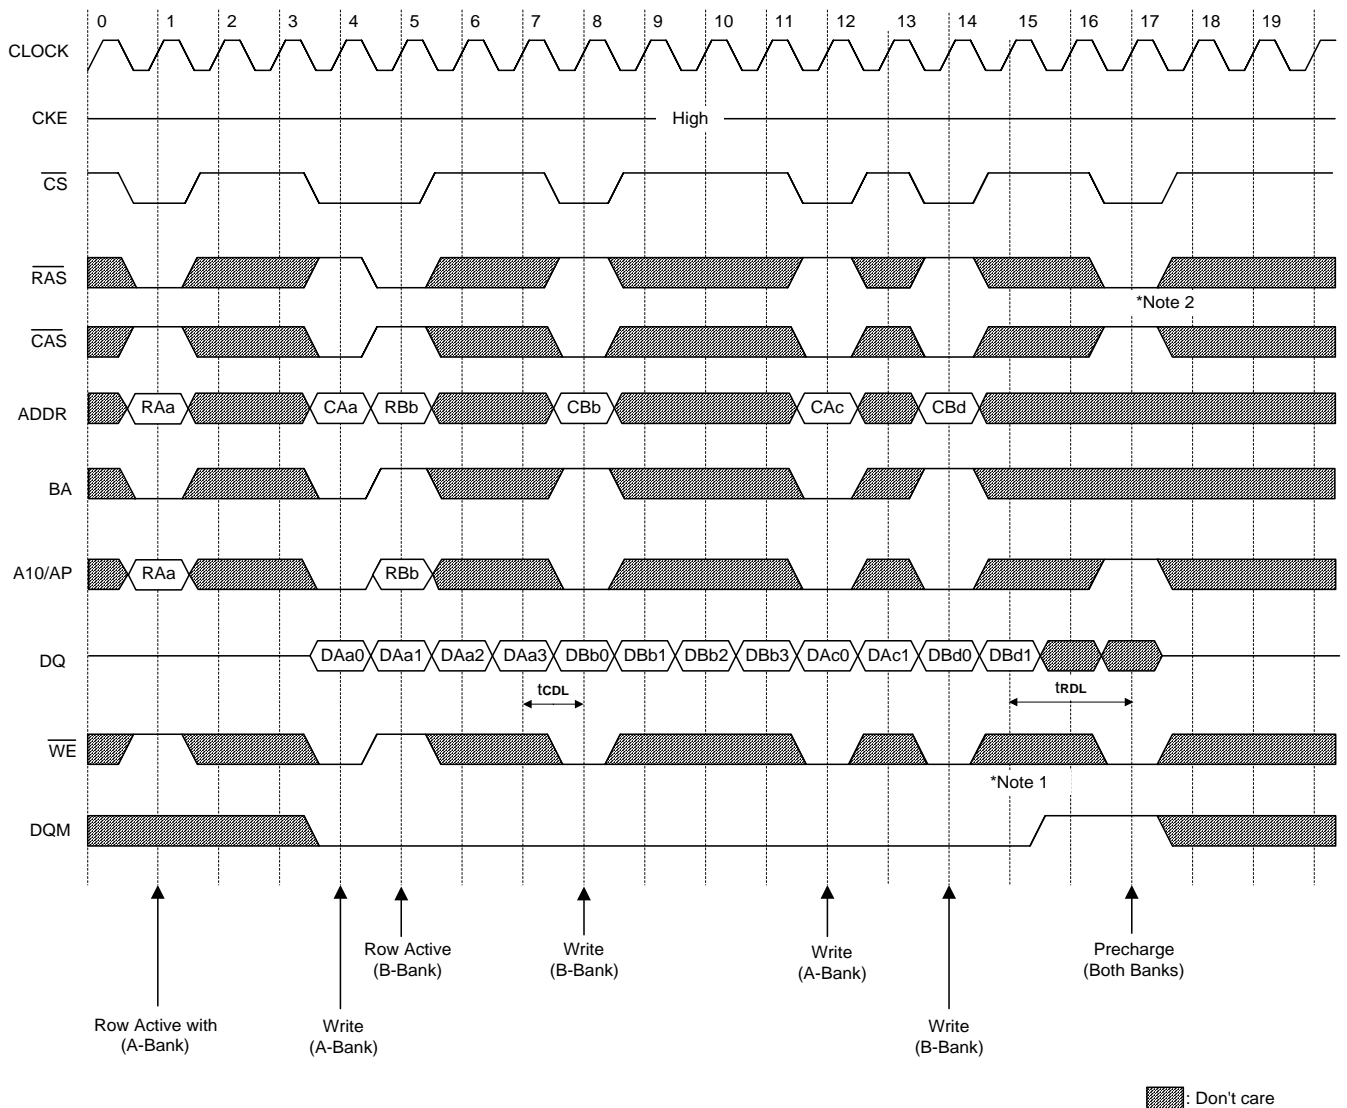 0 1 2 3 4 5 6 7 8 9 10 11 12 13 14 15 16 17 18 19
CLOCK
CKE High
CS
RAS
*Note 2
CAS
ADDR RAa CAa RBb CBb CAc CBd
BA
A10/AP RAa RBb
DQ DAa0 DAa1 DAa2 DAa3 DBb0 DBb1 DBb2 DBb3 DAc0 DAc1 DBd0 DBd1
tCDL tRDL
WE
*Note 1
DQM
Row Active
(B-Bank)
Write
(B-Bank)
Write
(A-Bank)
Precharge
(Both Banks)
Row Active with
(A-Bank)
Write
(A-Bank)
Write
(B-Bank)
: Don't care